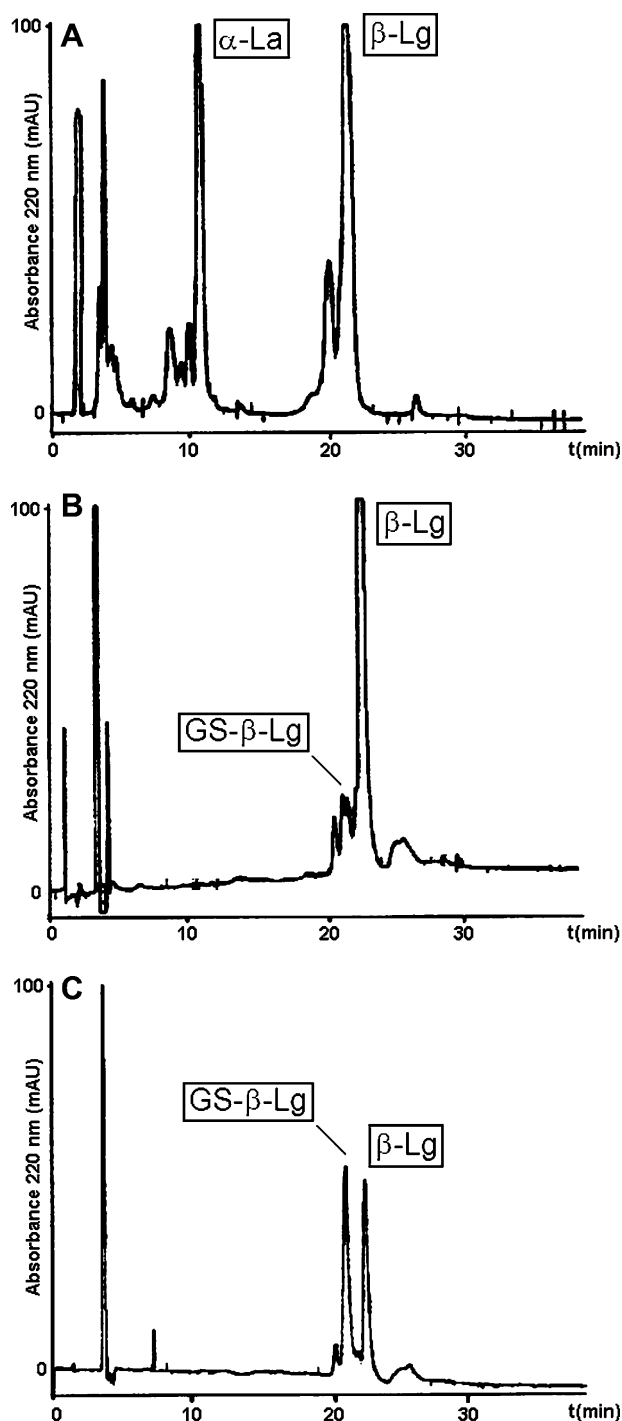 A
α-La
β-Lg
100
Absorbance 220 nm (mAU)
0
0
10
20
30
t(min)
B
β-Lg
GS-β-Lg
100
Absorbance 220 nm (mAU)
0
0
10
20
30
t(min)
C
GS-β-Lg
β-Lg
100
Absorbance 220 nm (mAU)
0
0
10
20
30
t(min)